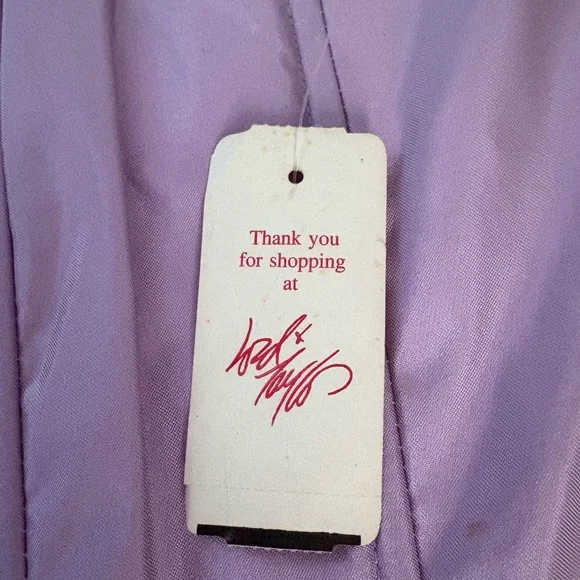 Thank you
for shopping
at
Lord &
Taylor